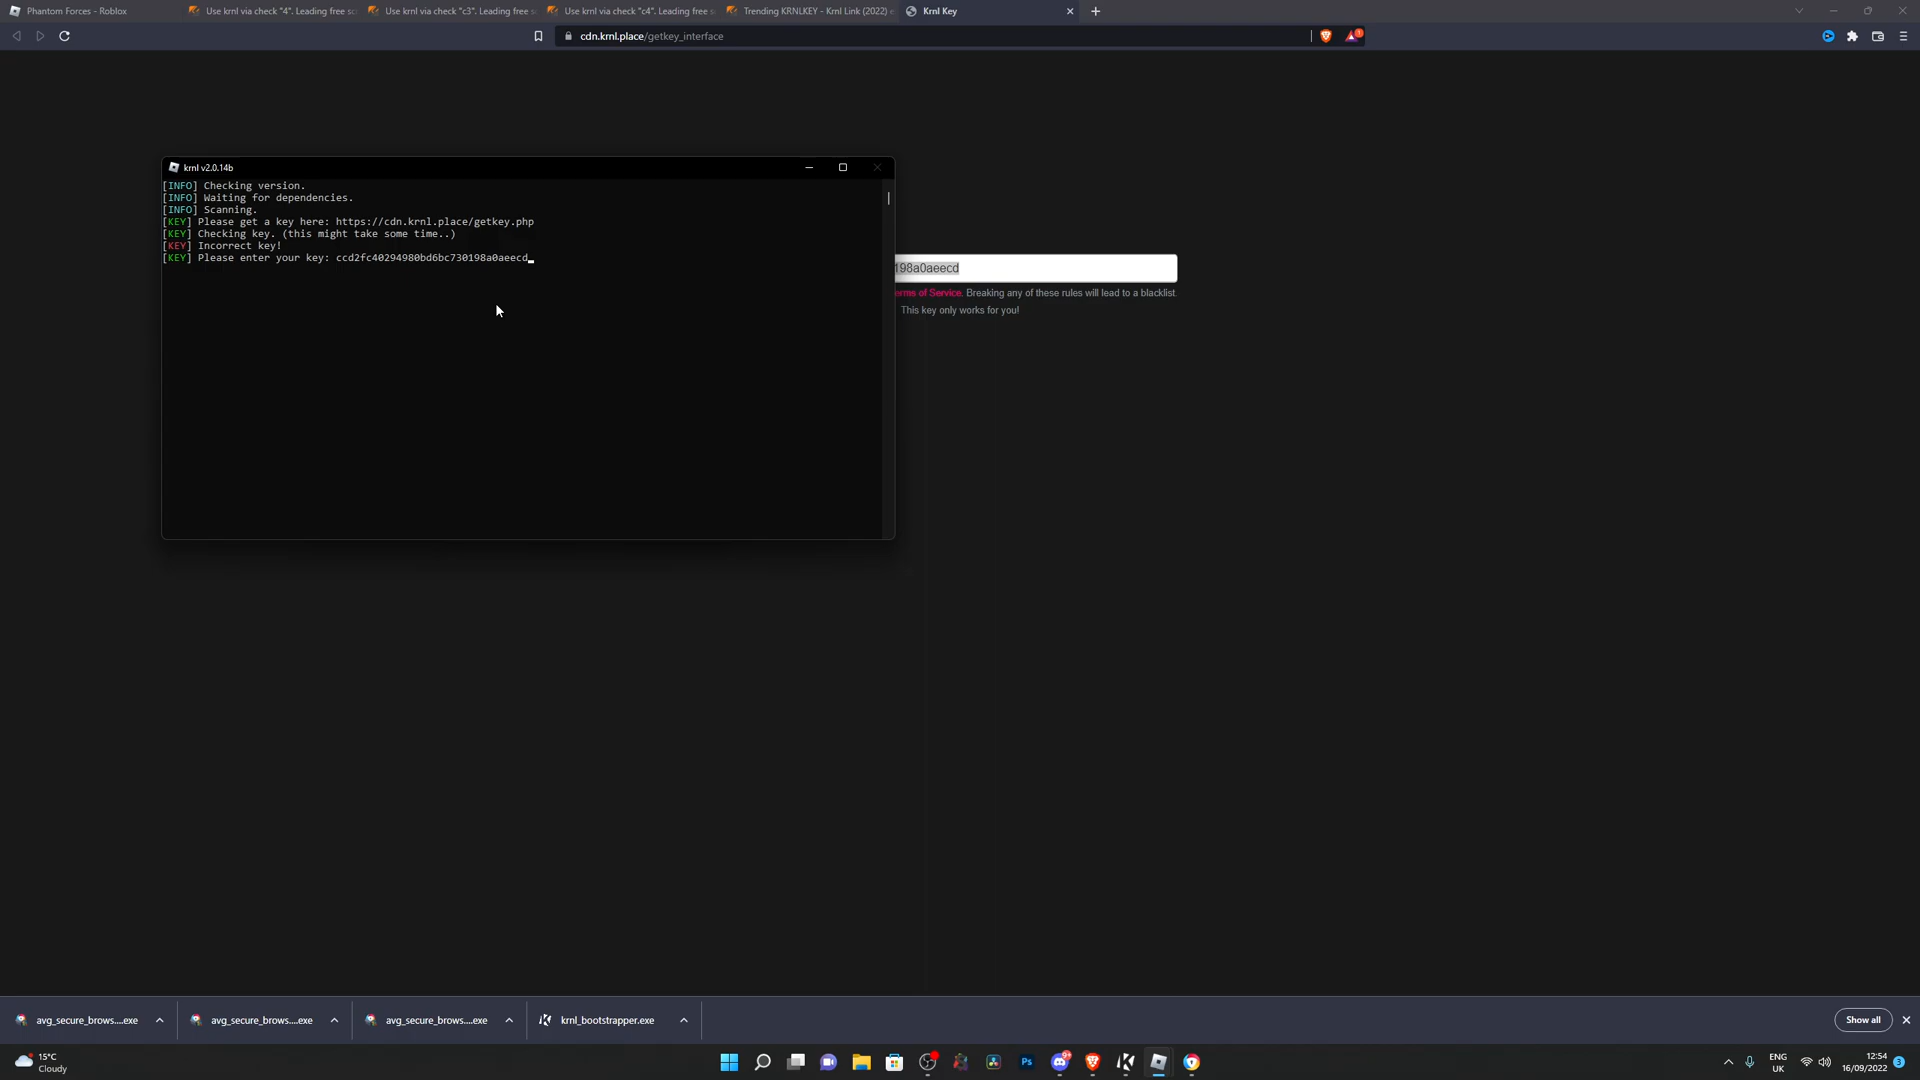 Phantom Forces - Roblox
Use krnl via check "4". Leading free sc
Use krnl via check "c3". Leading free s
Use krnl via check "c4". Leading free s
Trending KRNLKEY - Krnl Link (2022)
Krnl Key
cdn.krnl.place/getkey_interface
krnl v2.0.14b
[INFO] Checking version.
[INFO] Waiting for dependencies.
[INFO] Scanning.
[KEY] Please get a key here: https://cdn.krnl.place/getkey.php
[KEY] Checking key. (this might take some time..)
[KEY] Incorrect key!
[KEY] Please enter your key: ccd2fc40294980bd6bc730198a0aeecd_
198a0aeecd
erms of Service. Breaking any of these rules will lead to a blacklist.
This key only works for you!
avg_secure_brows....exe
avg_secure_brows....exe
avg_secure_brows....exe
krnl_bootstrapper.exe
Show all
15°C
Cloudy
Ps
9+
ENG
UK
12:54
16/09/2022
3